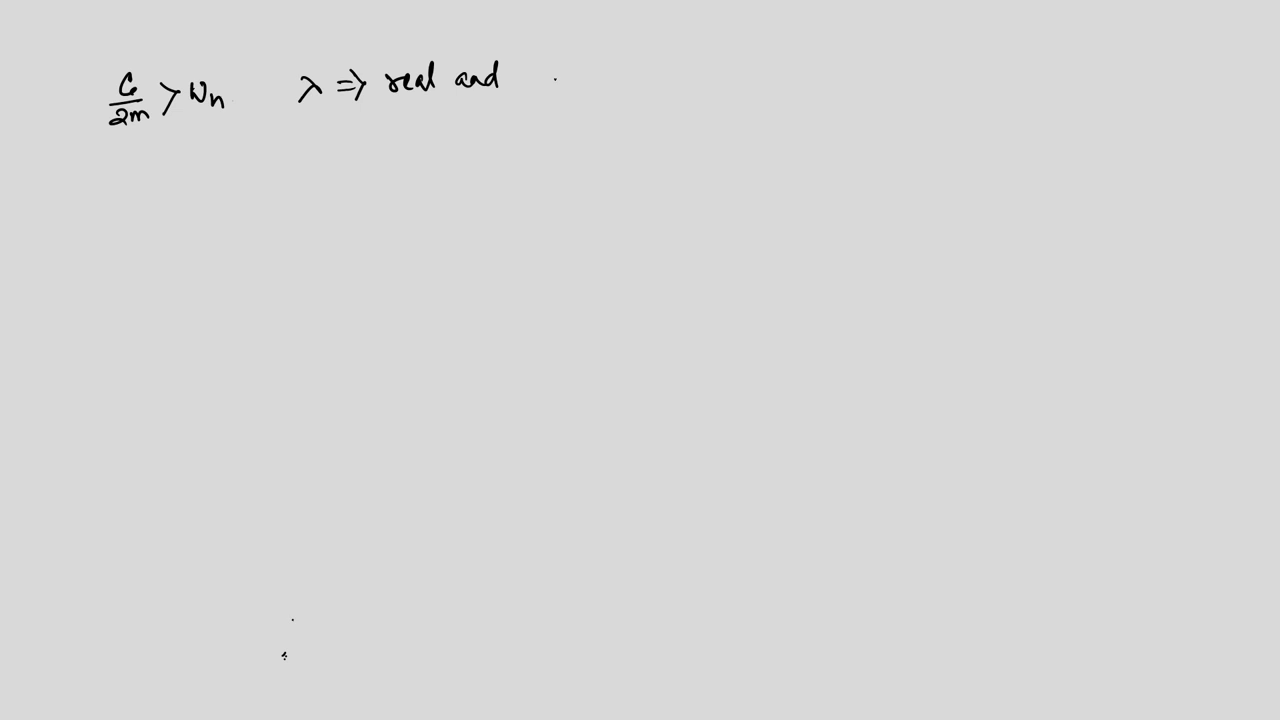 C/2m > ωn λ ⇒ real and